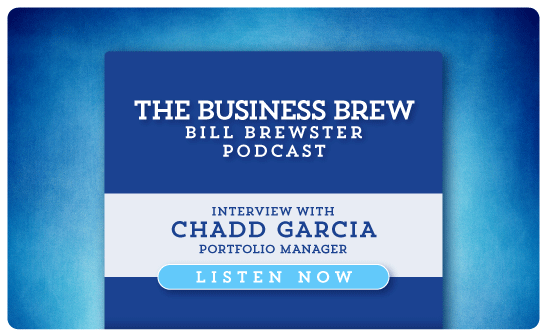 THE BUSINESS BREW
BILL BREWSTER
PODCAST
INTERVIEW WITH
CHADD GARCIA
PORTFOLIO MANAGER
LISTEN NOW